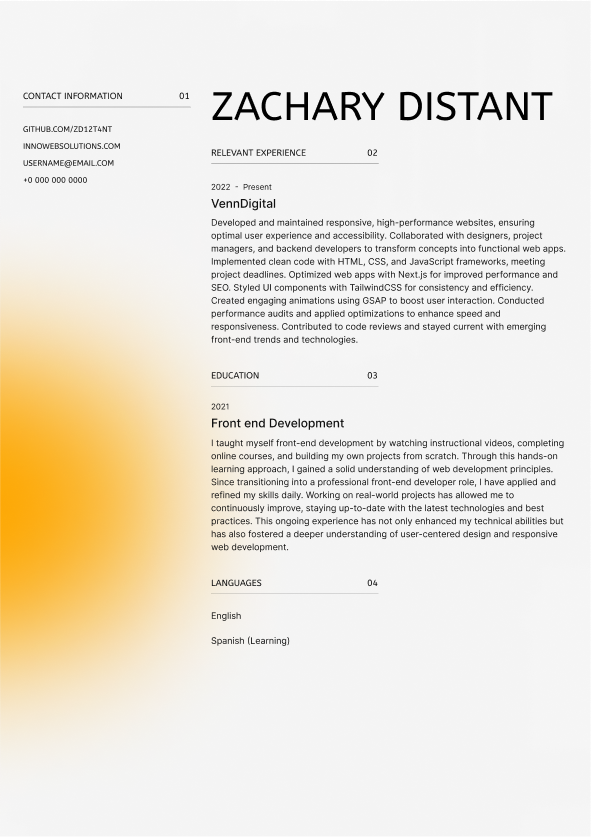 CONTACT INFORMATION 01
GITHUB.COM/ZD12T4NT
INNOWEBSOLUTIONS.COM
USERNAME@EMAIL.COM
+0 000 000 0000
ZACHARY DISTANT
RELEVANT EXPERIENCE 02
2022 - Present
VennDigital
Developed and maintained responsive, high-performance websites, ensuring
optimal user experience and accessibility. Collaborated with designers, project
managers, and backend developers to transform concepts into functional web apps.
Implemented clean code with HTML, CSS, and JavaScript frameworks, meeting
project deadlines. Optimized web apps with Next.js for improved performance and
SEO. Styled UI components with TailwindCSS for consistency and efficiency.
Created engaging animations using GSAP to boost user interaction. Conducted
performance audits and applied optimizations to enhance speed and
responsiveness. Contributed to code reviews and stayed current with emerging
front-end trends and technologies.
EDUCATION 03
2021
Front end Development
I taught myself front-end development by watching instructional videos, completing
online courses, and building my own projects from scratch. Through this hands-on
learning approach, I gained a solid understanding of web development principles.
Since transitioning into a professional front-end developer role, I have applied and
refined my skills daily. Working on real-world projects has allowed me to
continuously improve, staying up-to-date with the latest technologies and best
practices. This ongoing experience has not only enhanced my technical abilities but
has also fostered a deeper understanding of user-centered design and responsive
web development.
LANGUAGES 04
English
Spanish (Learning)